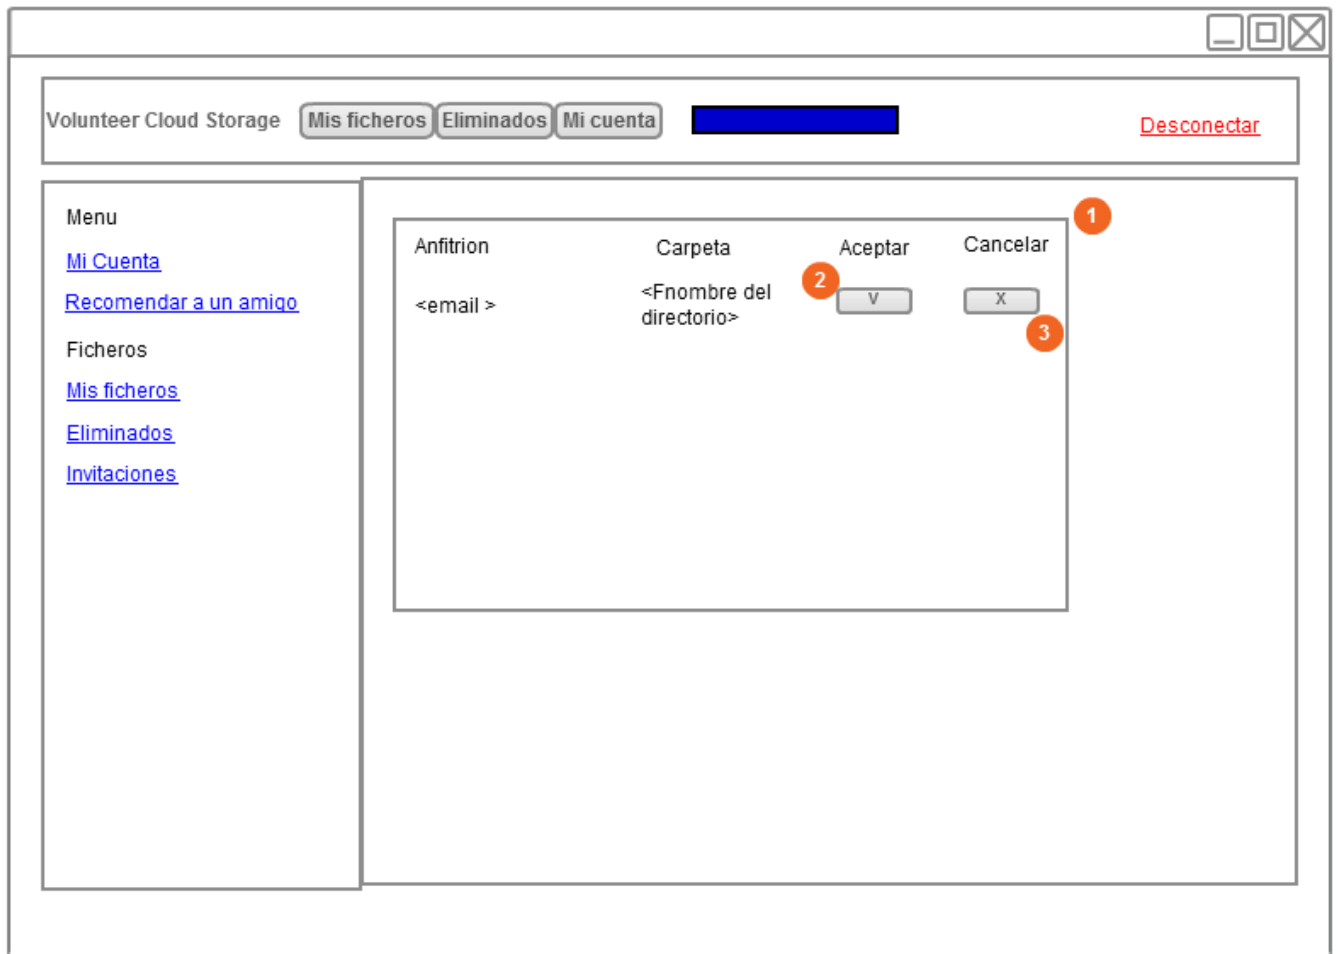 Volunteer Cloud Storage Mis ficheros Eliminados Mi cuenta Desconectar
Menu
Mi Cuenta
Recomendar a un amigo
Ficheros
Mis ficheros
Eliminados
Invitaciones
1
Anfitrion Carpeta Aceptar Cancelar
2
<email > <Fnombre del V X
directorio>
3